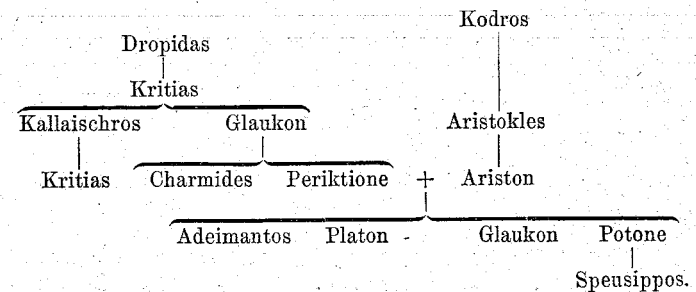 Kodros
Dropidas
Kritias
Kallaischros Glaukon Aristokles
Kritias Charmides Periktione + Ariston
Adeimantos Platon - Glaukon Potone
Speusippos.